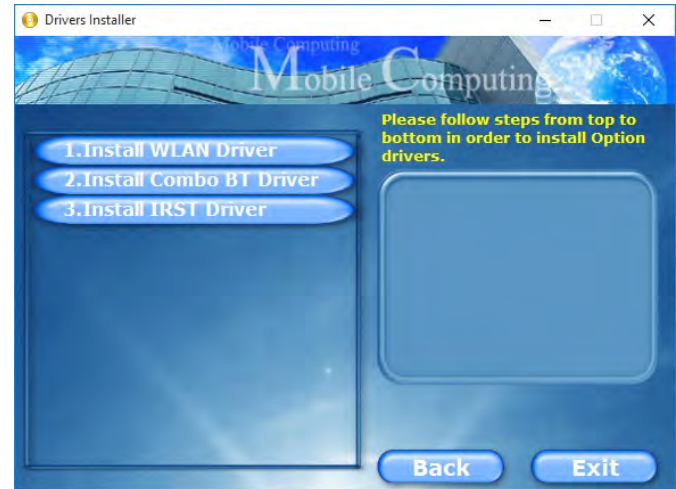 Drivers Installer
Mobile Computing
Mobile Computing
Please follow steps from top to
bottom in order to install Option
drivers.
1.Install WLAN Driver
2.Install Combo BT Driver
3.Install IRST Driver
Back
Exit